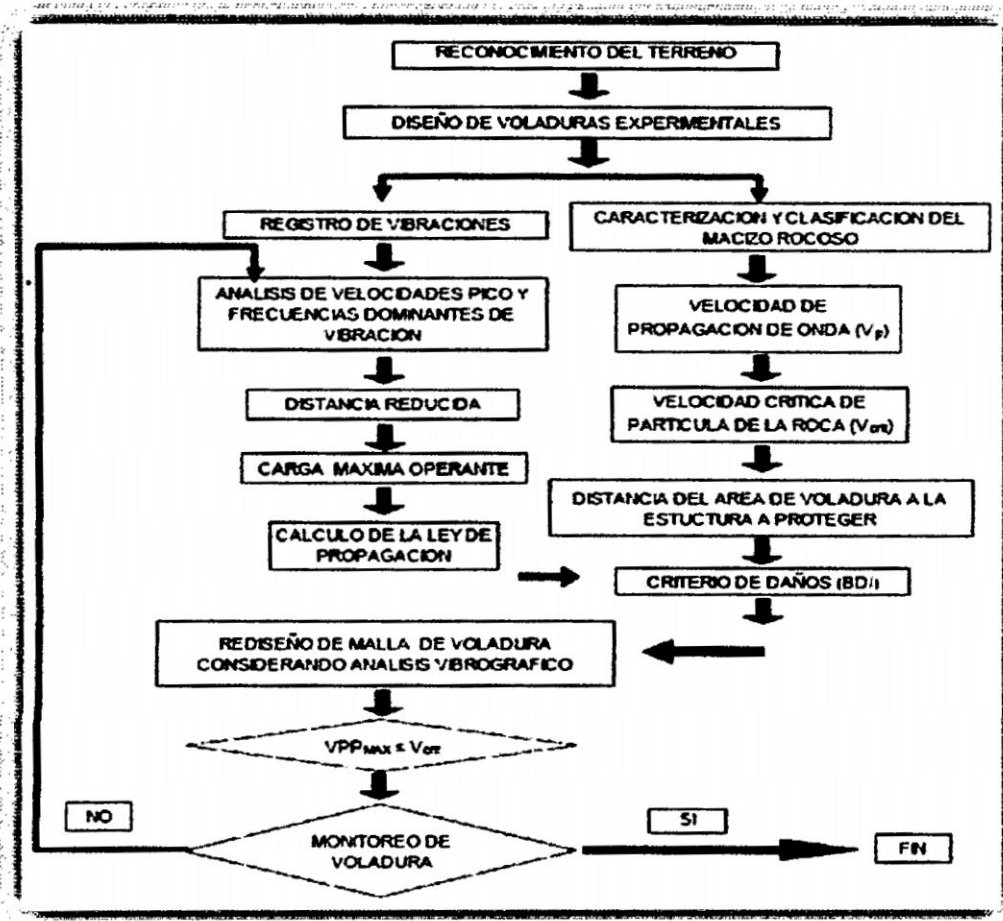 RECONOCIMIENTO DEL TERRENO
DISEÑO DE VOLADURAS EXPERIMENTALES
REGISTRO DE VIBRACIONES
CARACTERIZACION Y CLASIFICACION DEL
MACIZO ROCOSO
ANALISIS DE VELOCIDADES PICO Y
FRECUENCIAS DOMINANTES DE
VIBRACION
VELOCIDAD DE
PROPAGACION DE ONDA (Vp)
DISTANCIA REDUCIDA
VELOCIDAD CRITICA DE
PARTICULA DE LA ROCA (Vcrit)
CARGA MAXIMA OPERANTE
DISTANCIA DEL AREA DE VOLADURA A LA
ESTUCTURA A PROTEGER
CALCULO DE LA LEY DE
PROPAGACION
CRITERIO DE DAÑOS (BDI)
REDISEÑO DE MALLA DE VOLADURA
CONSIDERANDO ANALISIS VIBROGRAFICO
VPPMAX ≤ Vcrit
NO
SI
MONITOREO DE
VOLADURA
FIN